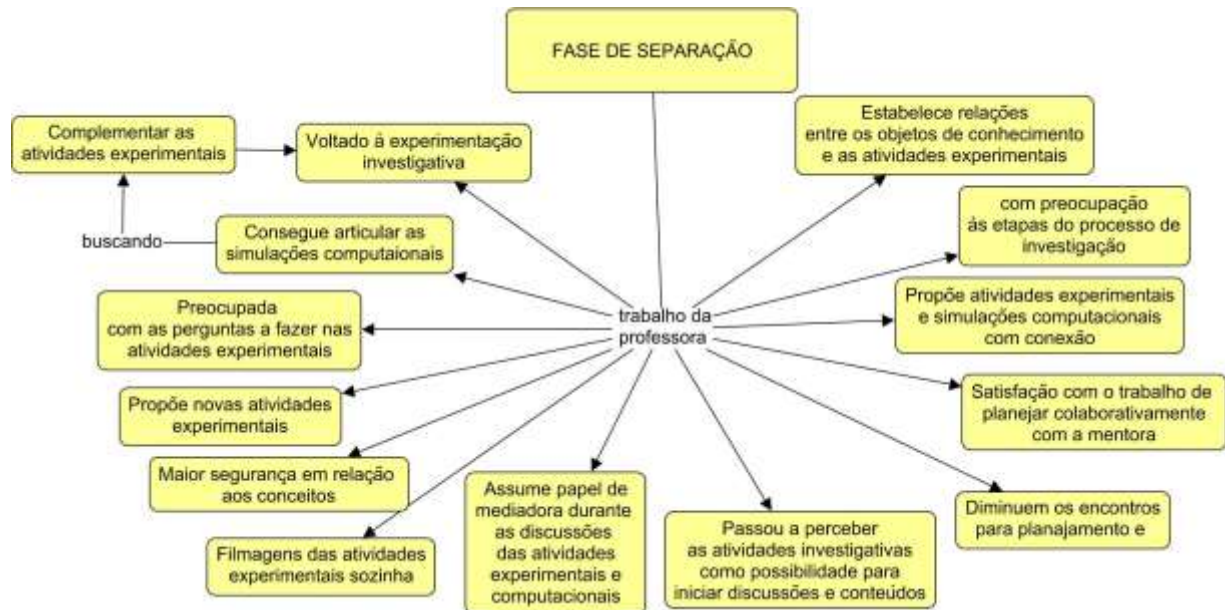 FASE DE SEPARAÇÃO
Complementar as
atividades experimentais
Voltado à experimentação
investigativa
Estabelece relações
entre os objetos de conhecimento
e as atividades experimentais
buscando
Consegue articular as
simulações computaionais
com preocupação
às etapas do processo de
investigação
Preocupada
com as perguntas a fazer nas
atividades experimentais
trabalho da
professora
Propõe atividades experimentais
e simulações computacionais
com conexão
Propõe novas atividades
experimentais
Satisfação com o trabalho de
planejar colaborativamente
com a mentora
Maior segurança em relação
aos conceitos
Filmagens das atividades
experimentais sozinha
Assume papel de
mediadora durante
as discussões
das atividades
experimentais e
computacionais
Passou a perceber
as atividades investigativas
como possibilidade para
iniciar discussões e conteúdos
Diminuem os encontros
para planajamento e